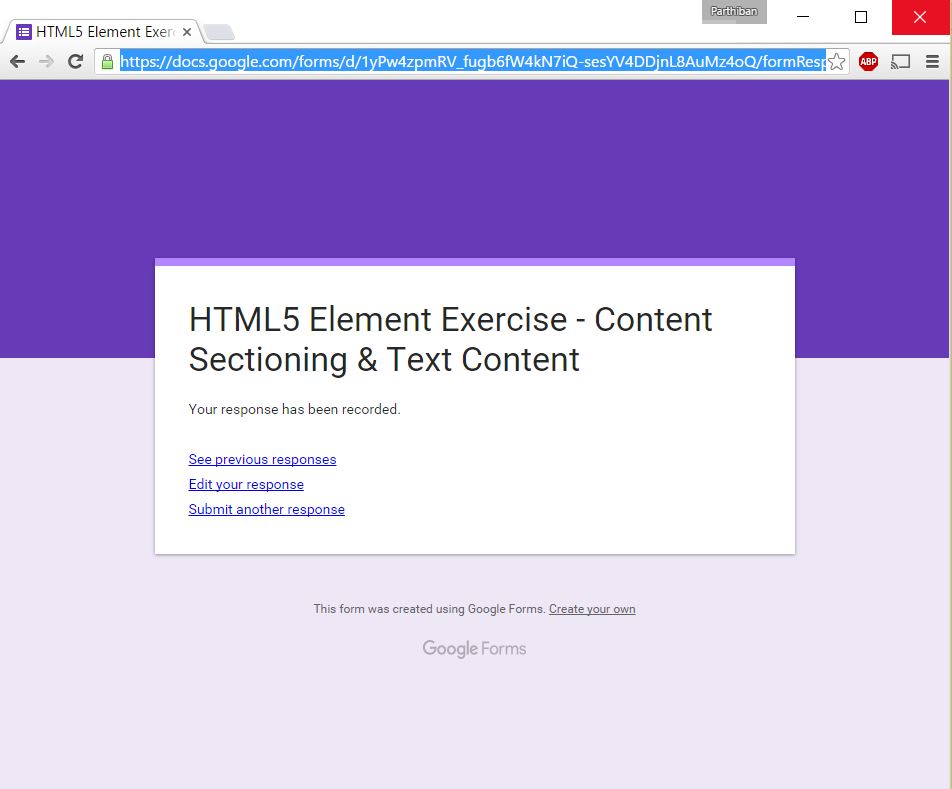 Parthiban
HTML5 Element Exerc
https://docs.google.com/forms/d/1yPw4zpmRV_fugb6fW4kN7iQ-sesYV4DDjnL8AuMz4oQ/formResp
ABP
HTML5 Element Exercise - Content
Sectioning & Text Content
Your response has been recorded.
See previous responses
Edit your response
Submit another response
This form was created using Google Forms. Create your own
Google Forms